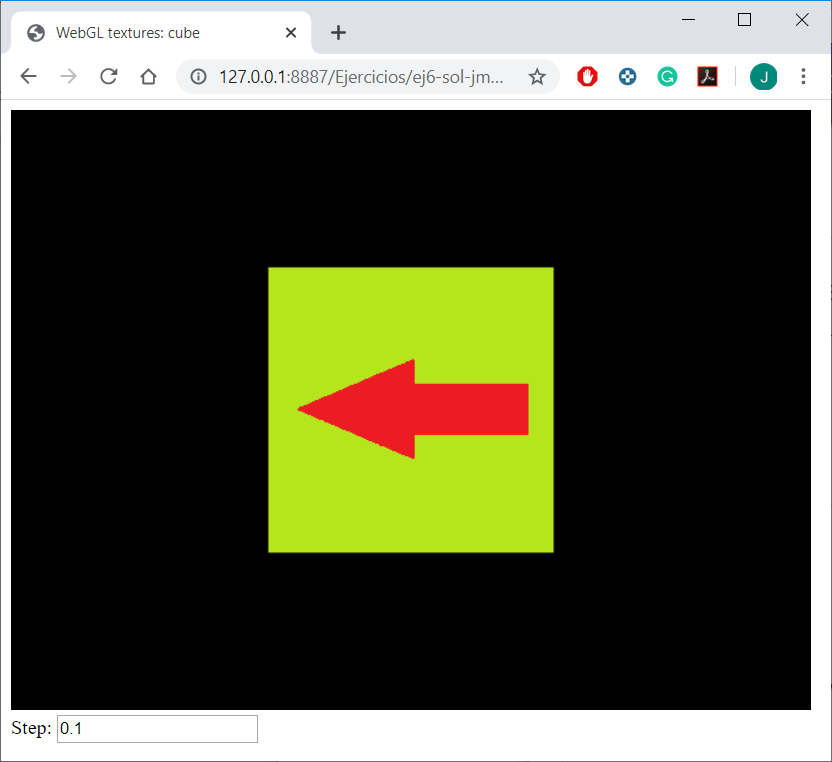 WebGL textures: cube
127.0.0.1:8887/Ejercicios/ej6-sol-jm...
J
Step: 0.1